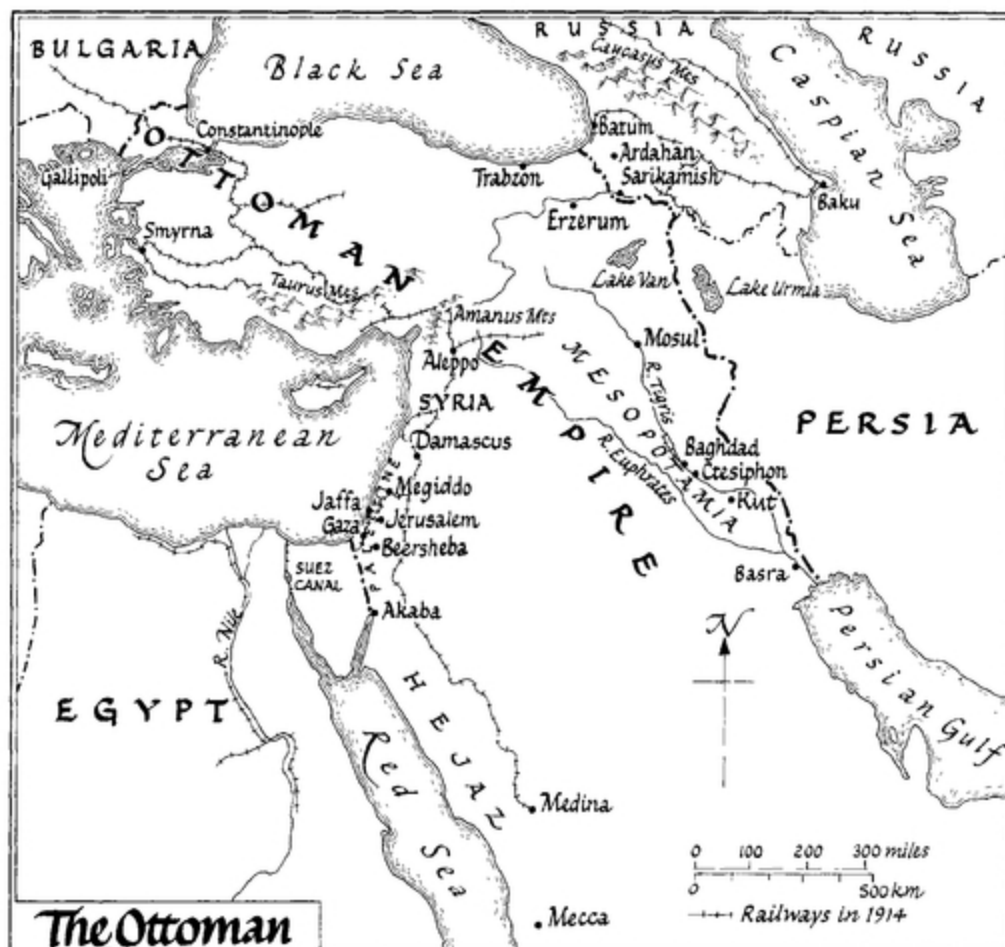 BULGARIA
Black Sea
RUSSIA
Caucasus Mts
Caspian Sea
RUSSIA
Constantinople
Gallipoli
OTTOMAN EMPIRE
Batum
Ardahan
Sarikamish
Trabzon
Erzerum
Baku
Smyrna
Taurus Mts
Lake Van
Lake Urmia
Amanus Mts
Aleppo
Mosul
MESOPOTAMIA
R. Tigris
SYRIA
PERSIA
Mediterranean
Sea
Damascus
Baghdad
Ctesiphon
R. Euphrates
Kut
PALESTINE
Megiddo
Jaffa
Jerusalem
Gaza
Beersheba
SUEZ
CANAL
Basra
Akaba
R. Nile
N
Persian Gulf
EGYPT
HEJAZ
Red Sea
Medina
Mecca
0 100 200 300 miles
0 500 km
Railways in 1914
The Ottoman